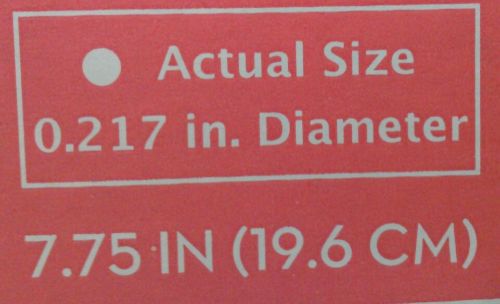 Actual Size
0.217 in. Diameter
7.75 IN (19.6 CM)